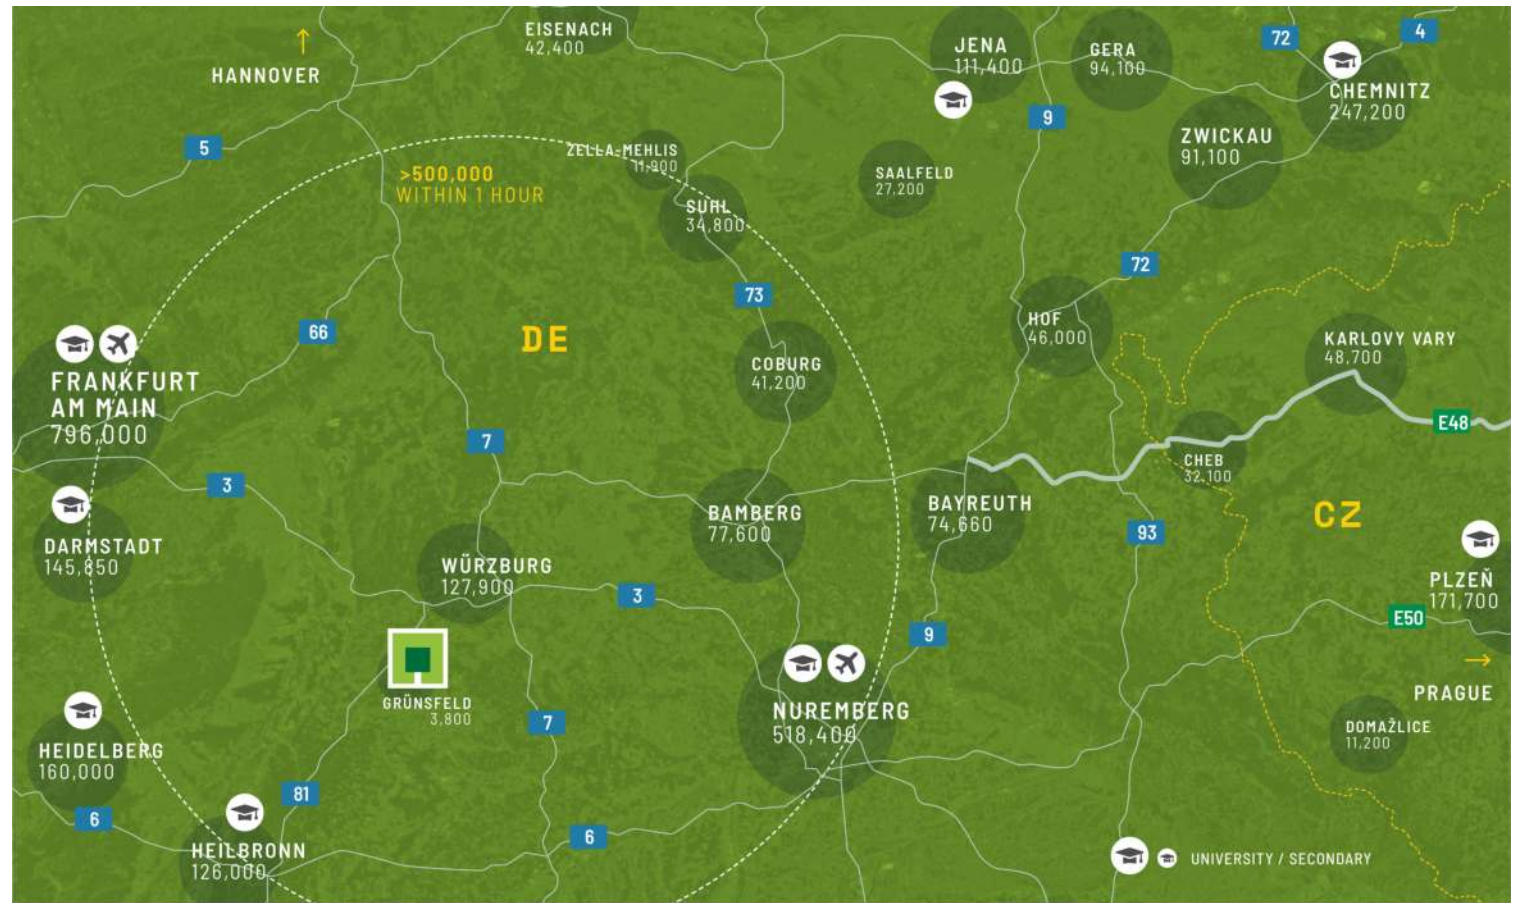 EISENACH
42,400
JENA
111,400
GERA
94,100
72
4
HANNOVER
CHEMNITZ
247,200
9
5
ZWICKAU
91,100
ZELLA-MEHLIS
11,900
>500,000
WITHIN 1 HOUR
SAALFELD
27,200
SUHL
34,800
72
73
66
DE
HOF
46,000
KARLOVY VARY
48,700
COBURG
41,200
FRANKFURT
AM MAIN
796,000
E48
7
CHEB
32,100
3
BAYREUTH
74,660
BAMBERG
77,600
CZ
93
DARMSTADT
145,850
WÜRZBURG
127,900
PLZEŇ
171,700
3
E50
9
PRAGUE
GRÜNSFELD
3,800
NUREMBERG
518,400
7
DOMAŽLICE
11,200
HEIDELBERG
160,000
81
6
6
HEILBRONN
126,000
UNIVERSITY / SECONDARY